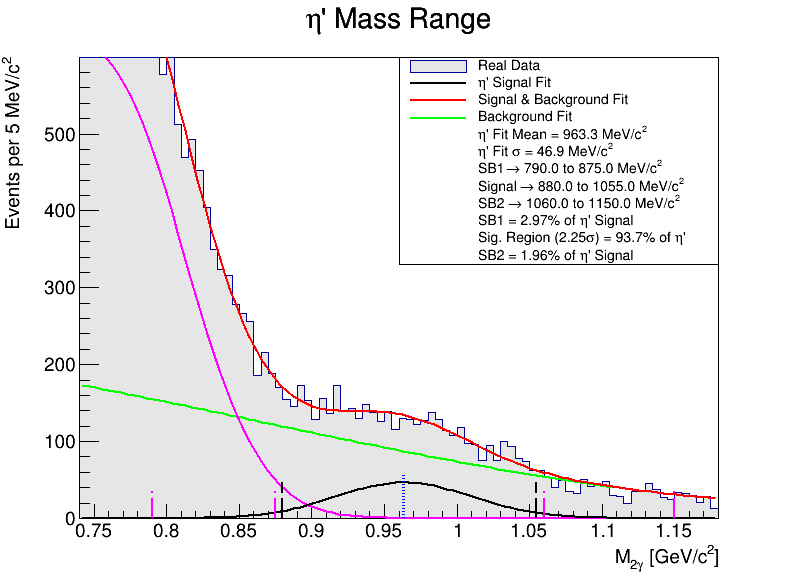 η' Mass Range
Events per 5 MeV/c²
500
400
300
200
100
0
Real Data
η' Signal Fit
Signal & Background Fit
Background Fit
η' Fit Mean = 963.3 MeV/c²
η' Fit σ = 46.9 MeV/c²
SB1 → 790.0 to 875.0 MeV/c²
Signal → 880.0 to 1055.0 MeV/c²
SB2 → 1060.0 to 1150.0 MeV/c²
SB1 = 2.97% of η' Signal
Sig. Region (2.25σ) = 93.7% of η'
SB2 = 1.96% of η' Signal
0.75 0.8 0.85 0.9 0.95 1 1.05 1.1 1.15
M₂γ [GeV/c²]